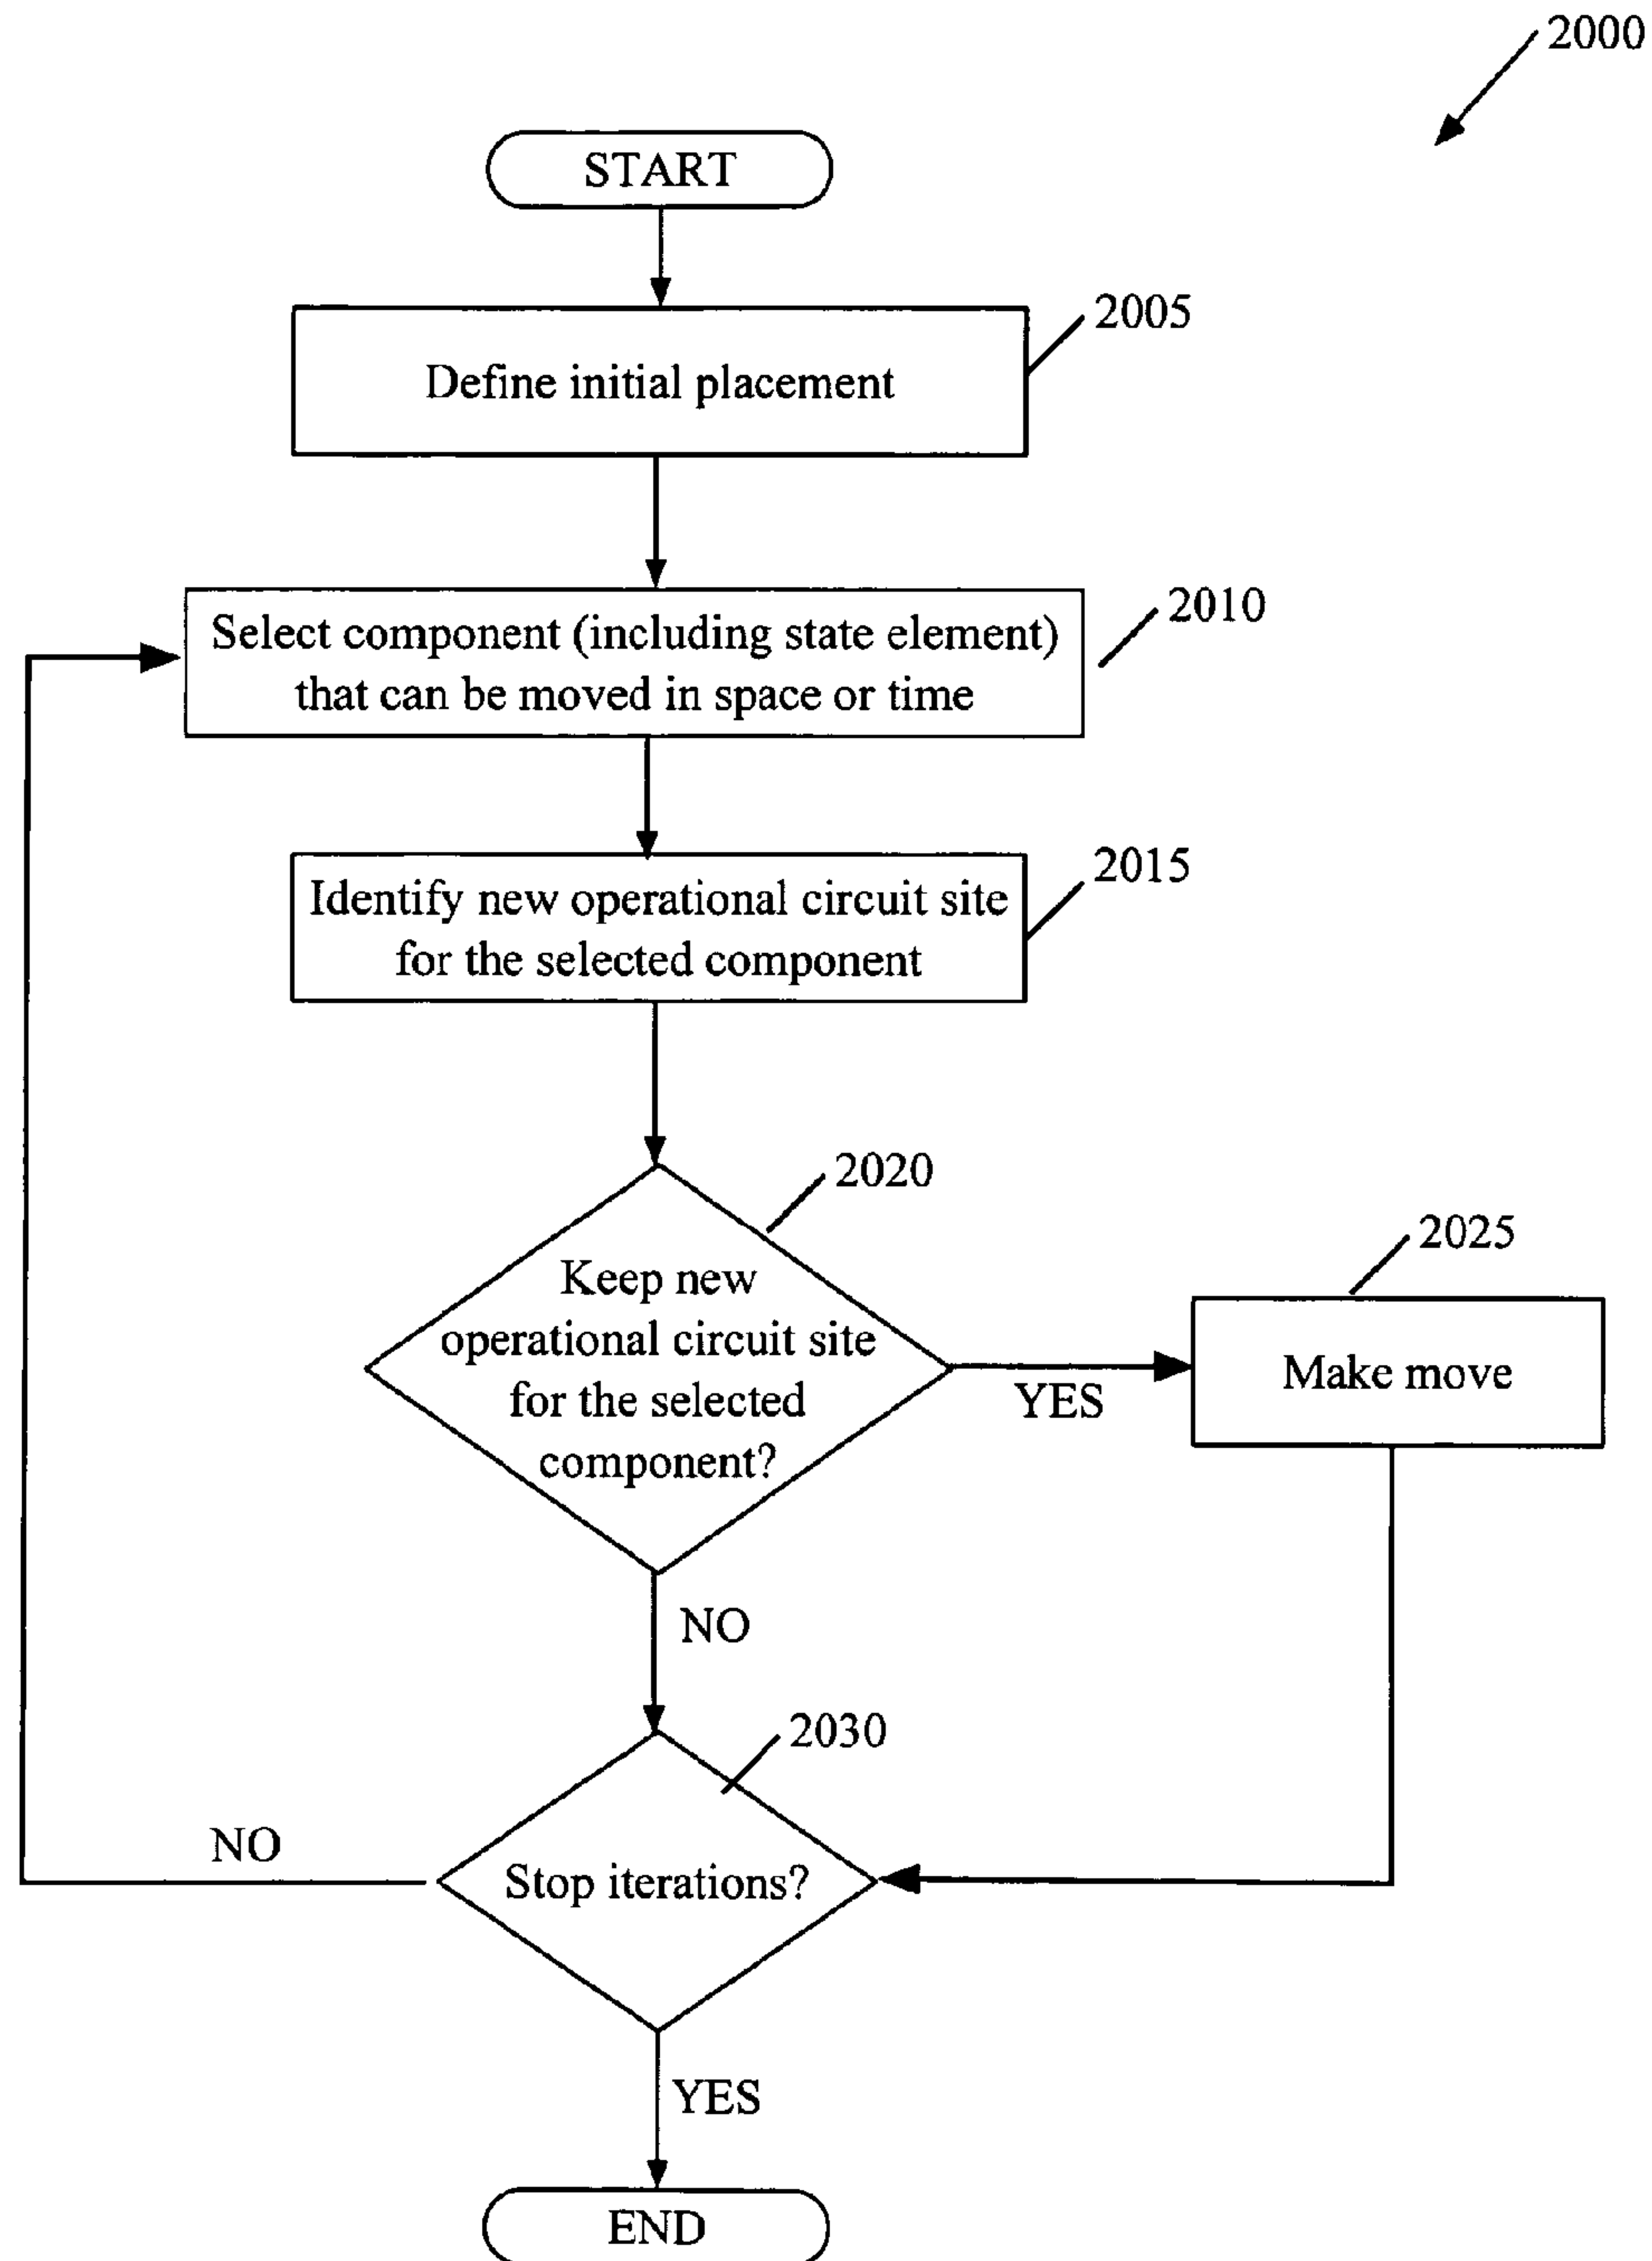 2000
START
2005
Define initial placement
2010
Select component (including state element)
that can be moved in space or time
2015
Identify new operational circuit site
for the selected component
2020
Keep new
operational circuit site
for the selected
component?
YES
2025
Make move
NO
2030
Stop iterations?
NO
YES
END